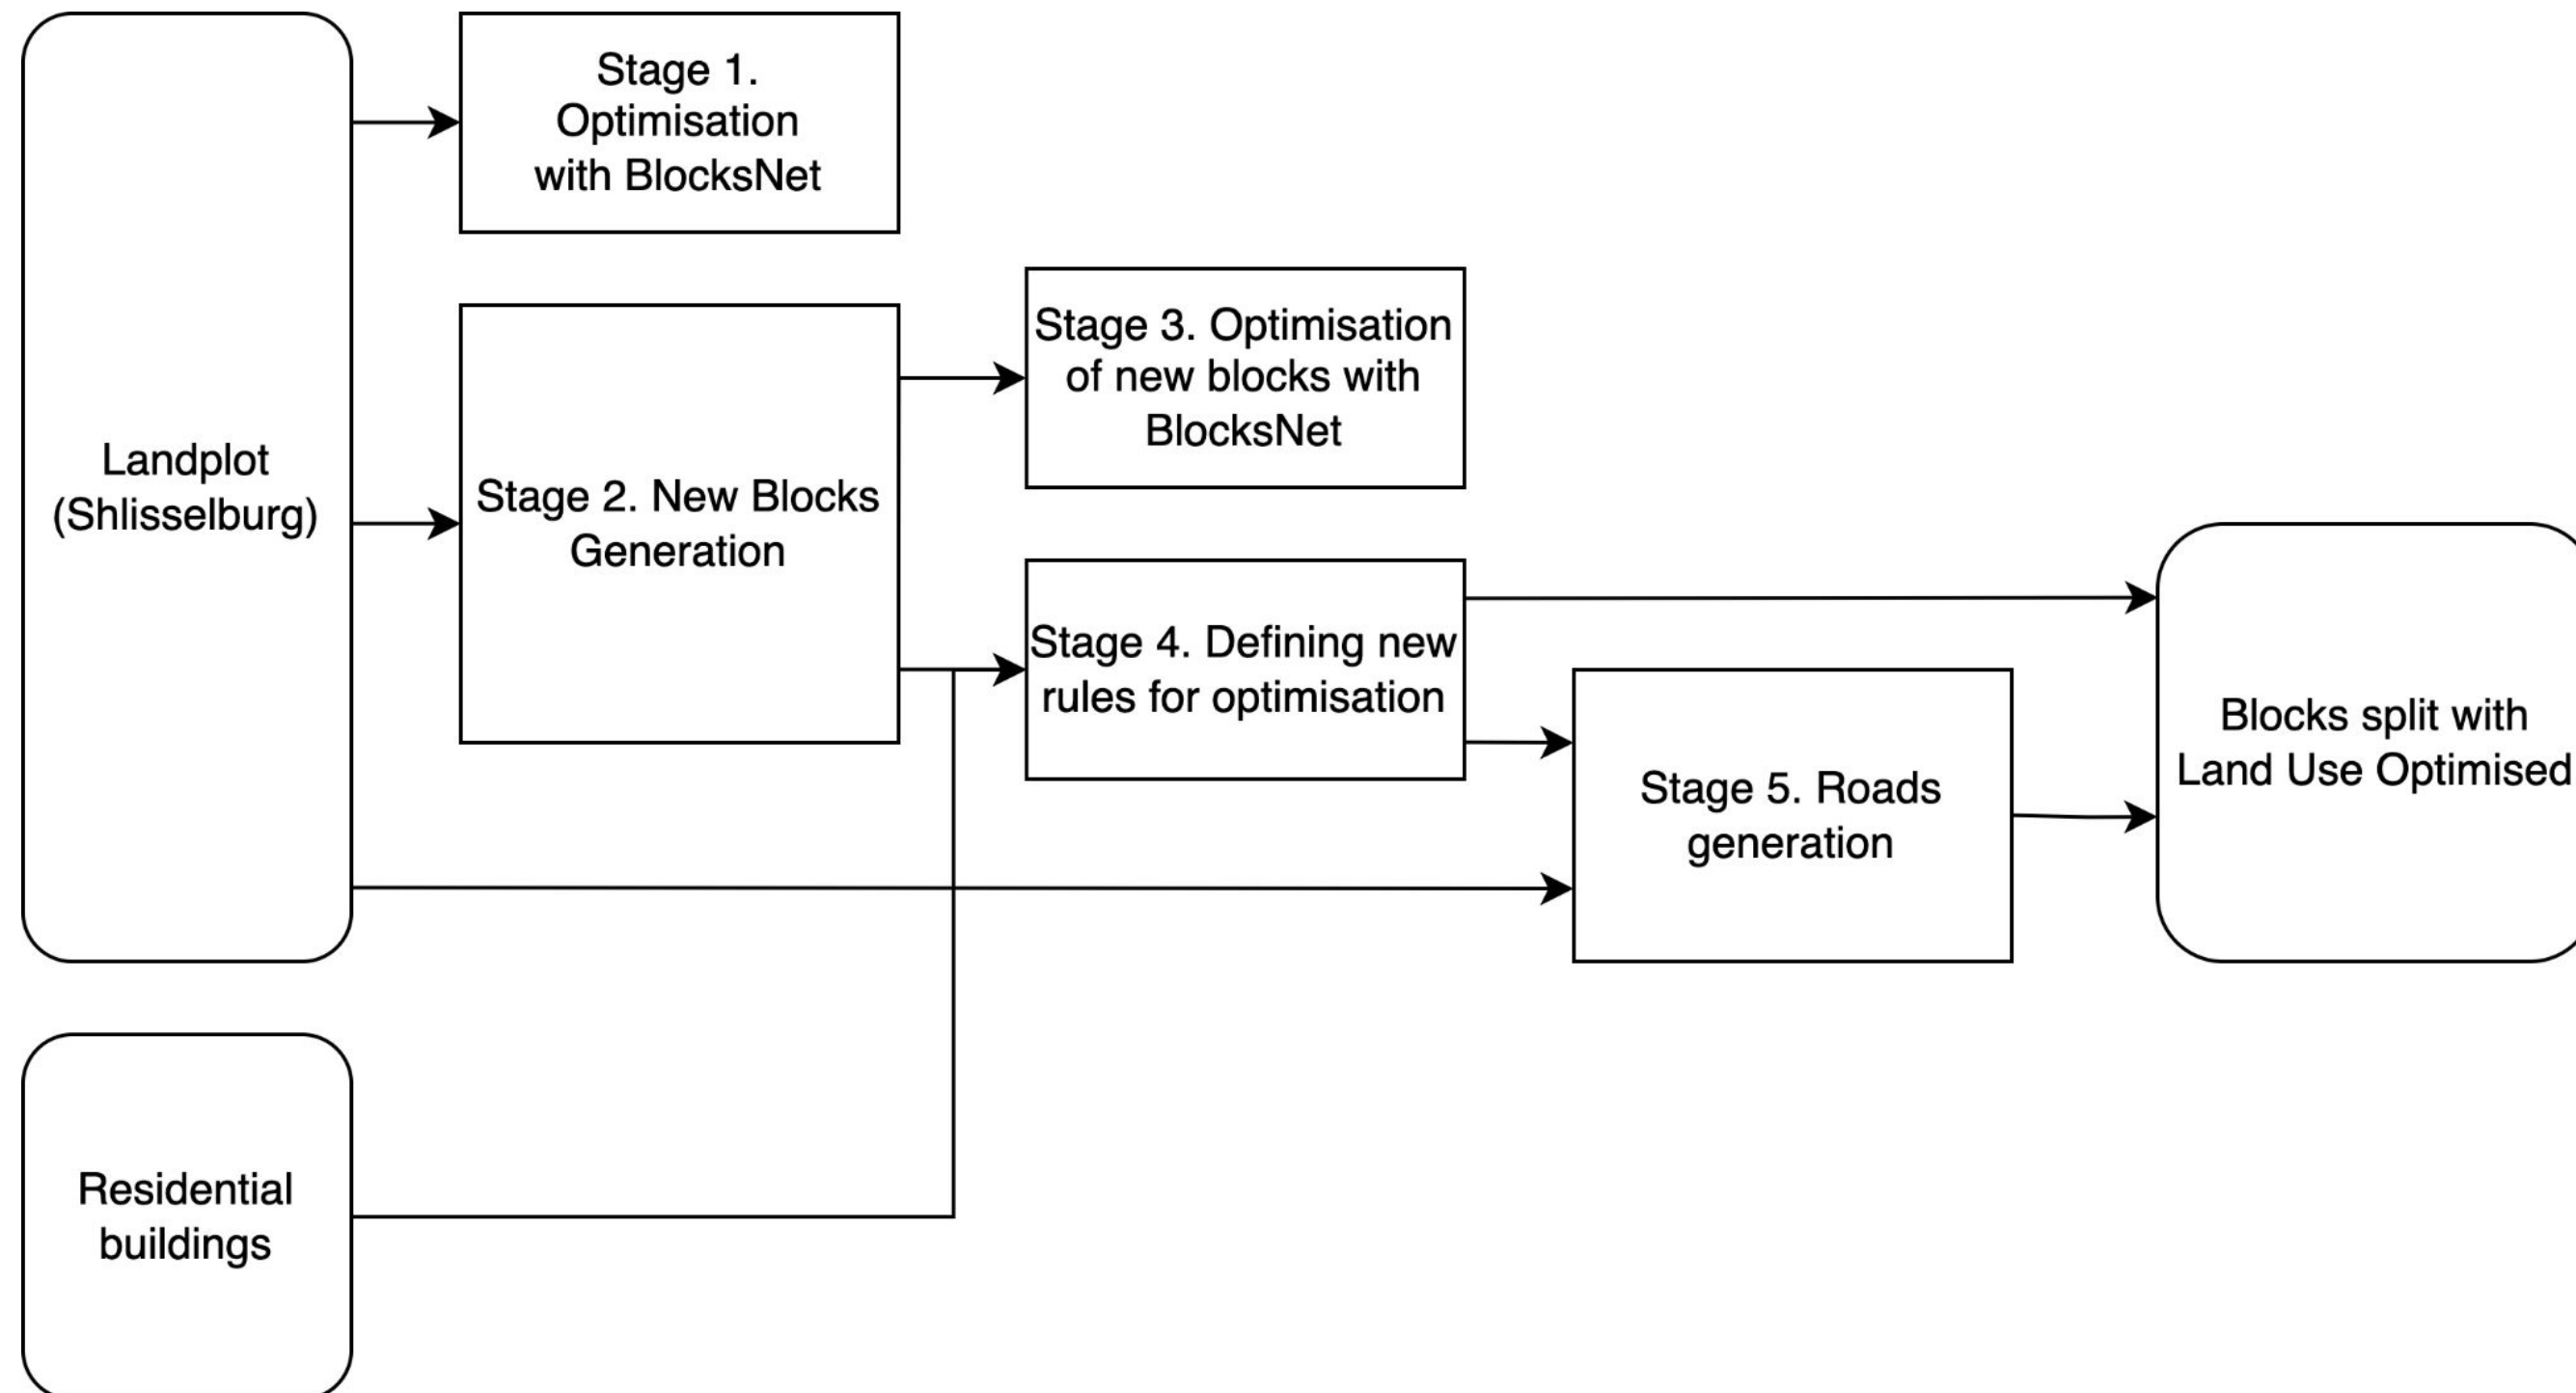 Stage 1.
Optimisation
with BlocksNet
Stage 3. Optimisation
of new blocks with
BlocksNet
Landplot
(Shlisselburg)
Stage 2. New Blocks
Generation
Stage 4. Defining new
rules for optimisation
Blocks split with
Land Use Optimised
Stage 5. Roads
generation
Residential
buildings